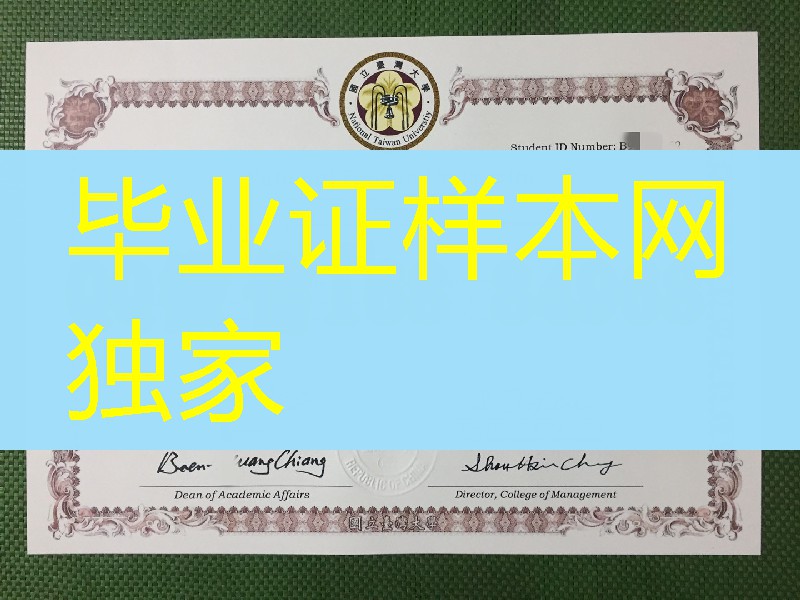 國立臺灣大學
National Taiwan University
Student ID Number: B
毕业证样本网
独家
Chiang
Dean of Academic Affairs
Director, College of Management
國立臺灣大學